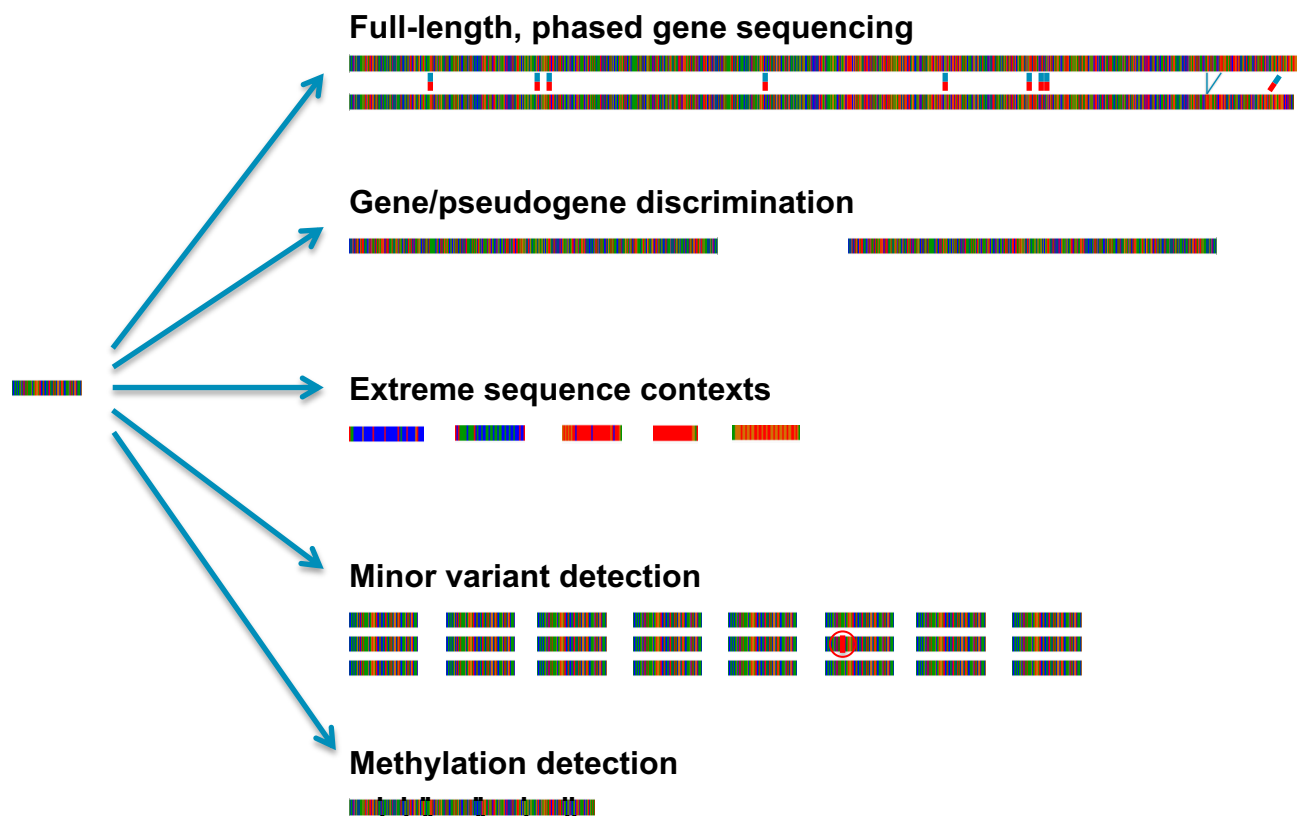 Full-length, phased gene sequencing
Gene/pseudogene discrimination
Extreme sequence contexts
Minor variant detection
Methylation detection